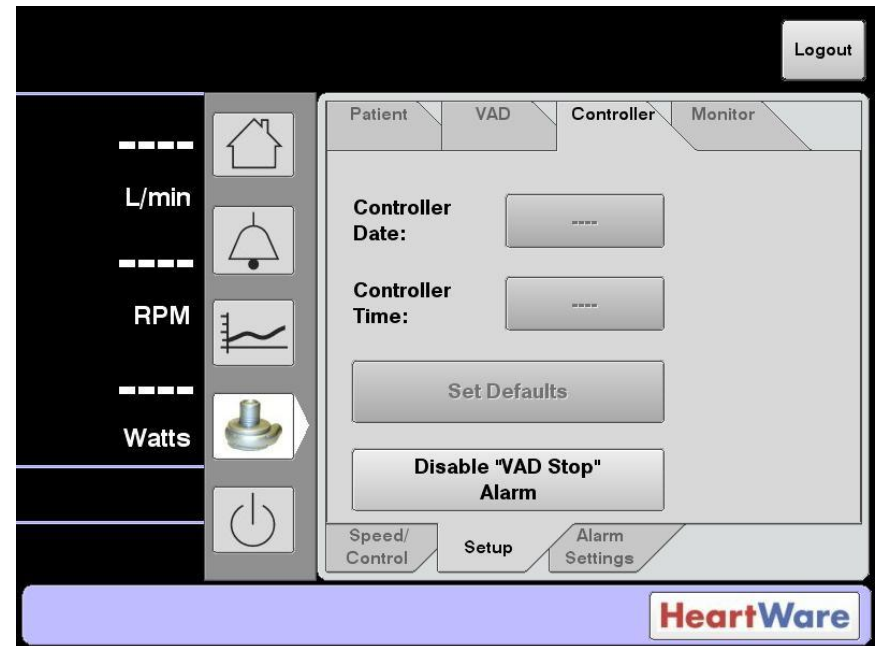 Logout
----
L/min
----
RPM
----
Watts
Patient VAD Controller Monitor
Controller
Date:
----
Controller
Time:
----
Set Defaults
Disable "VAD Stop"
Alarm
Speed/
Control
Setup
Alarm
Settings
HeartWare